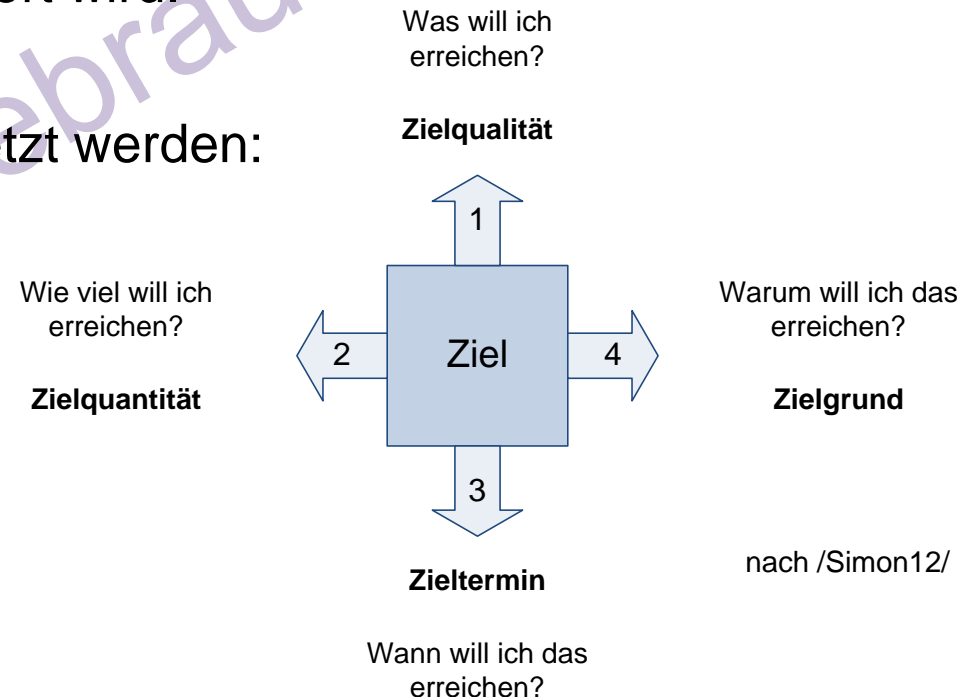 wird.
Was will ich
erreichen?
werden:
Zielqualität
1
Wie viel will ich
erreichen?
Zielquantität
2
Ziel
4
Warum will ich das
erreichen?
Zielgrund
3
Zieltermin
Wann will ich das
erreichen?
nach /Simon12/